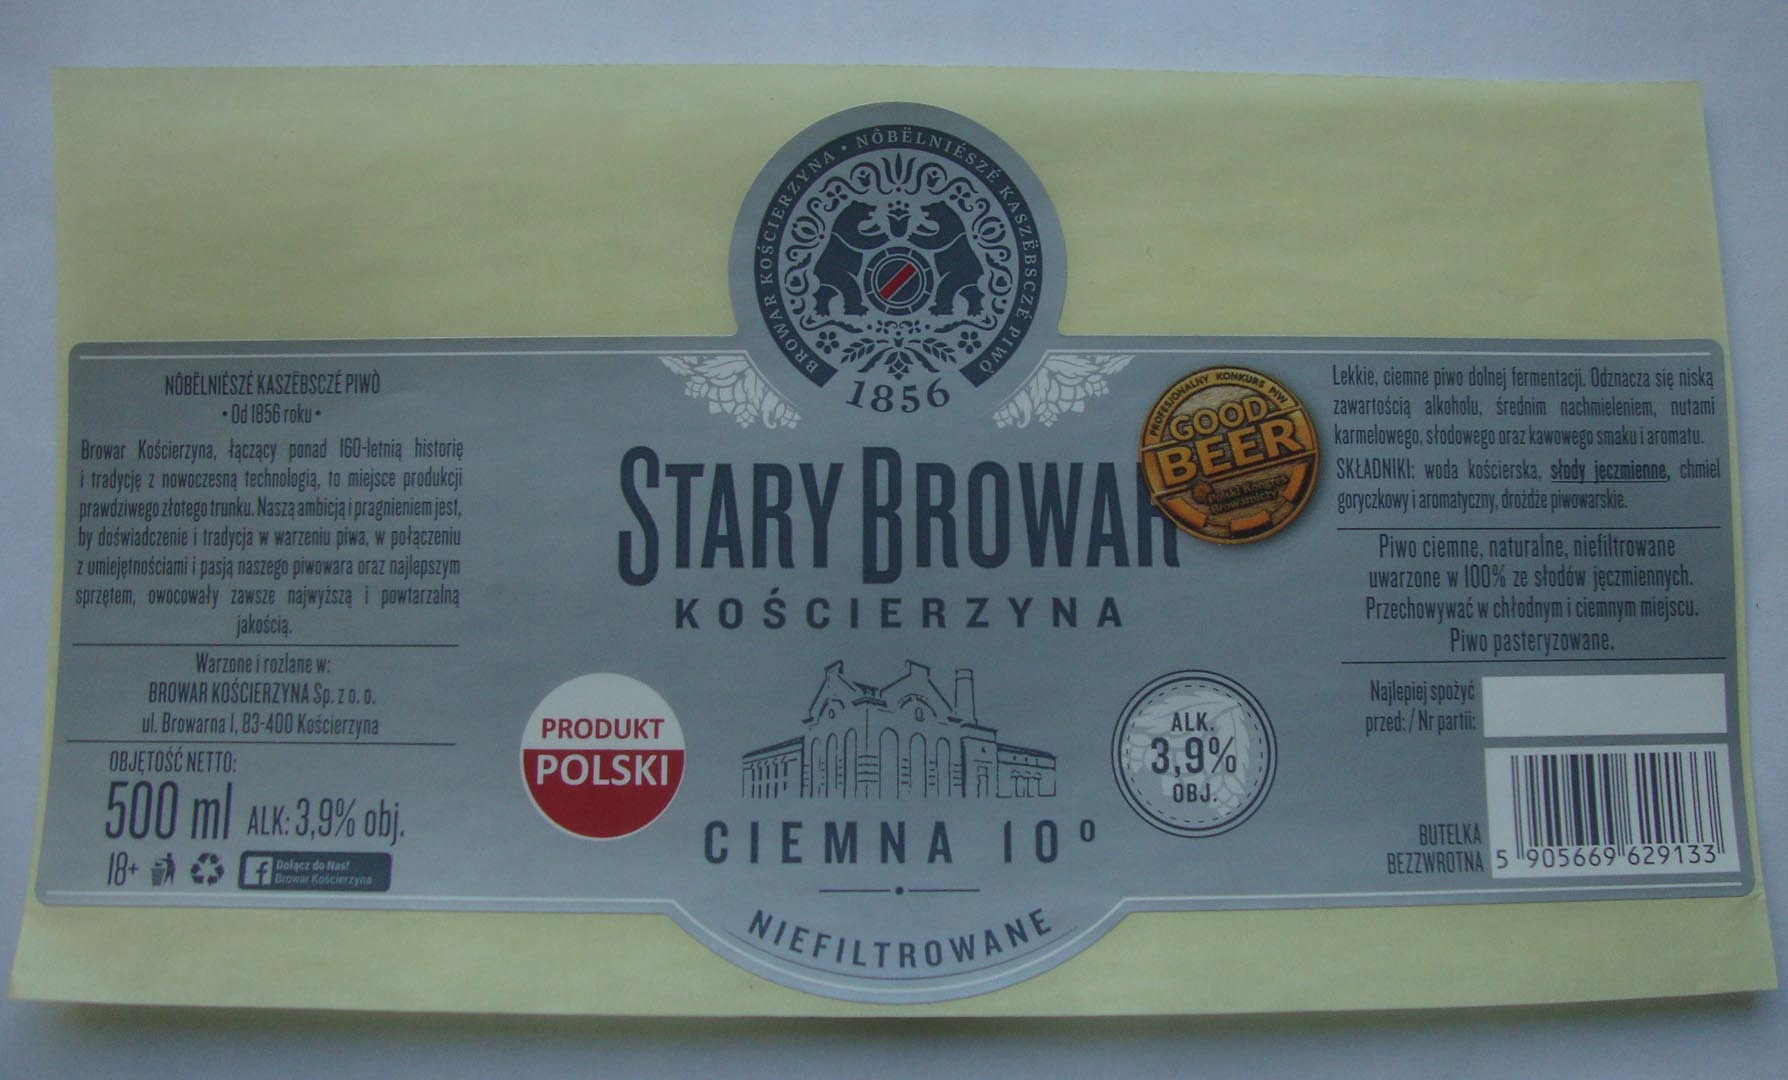 BROWAR KOŚCIERZYNA • NÔBËLNIÉSZÉ KASZËBSCZÉ PIWÒ
1856
STARY BROWAR
KOŚCIERZYNA
PRODUKT
POLSKI
ALK.
3,9%
OBJ.
CIEMNA 10°
NIEFILTROWANE
NÔBËLNIÉSZÉ KASZËBSCZÉ PIWÒ
• Od 1856 roku •
Browar Kościerzyna, łączący ponad 160-letnią historię
i tradycję z nowoczesną technologią, to miejsce produkcji
prawdziwego złotego trunku. Naszą ambicją i pragnieniem jest,
by doświadczenie i tradycja w warzeniu piwa, w połączeniu
z umiejętnościami i pasją naszego piwowara oraz najlepszym
sprzętem, owocowały zawsze najwyższą i powtarzalną
jakością.
Warzone i rozlane w:
BROWAR KOŚCIERZYNA Sp. z o. o.
ul. Browarna 1, 83-400 Kościerzyna
OBJĘTOŚĆ NETTO:
500 ml ALK: 3,9% obj.
18+
Dołącz do Nas!
Browar Kościerzyna
PROFESJONALNY KONKURS PIW
GOOD
BEER
Polski Kongres
Browarniczy
Lekkie, ciemne piwo dolnej fermentacji. Odznacza się niską
zawartością alkoholu, średnim nachmieleniem, nutami
karmelowego, słodowego oraz kawowego smaku i aromatu.
SKŁADNIKI: woda kościerska, słody jęczmienne, chmiel
goryczkowy i aromatyczny, drożdże piwowarskie.
Piwo ciemne, naturalne, niefiltrowane
uwarzone w 100% ze słodów jęczmiennych.
Przechowywać w chłodnym i ciemnym miejscu.
Piwo pasteryzowane.
Najlepiej spożyć
przed: / Nr partii:
BUTELKA
BEZZWROTNA
5 905669 629133